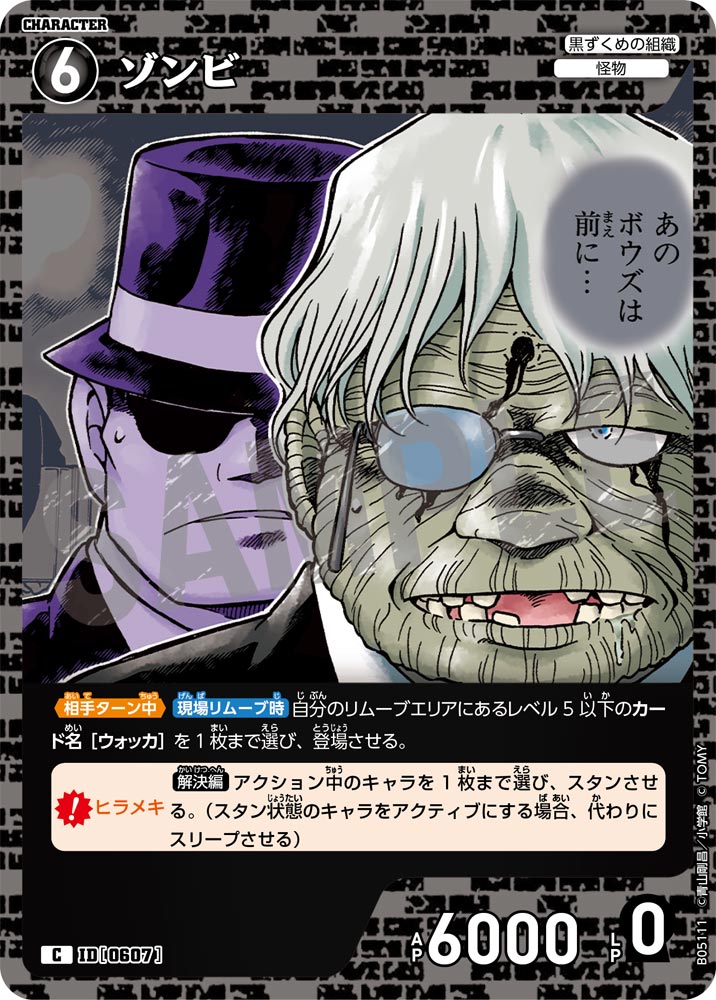 CHARACTER
6
ゾンビ
黒ずくめの組織
怪物
あの
ボウズは
前に…
SAMPLE
相手ターン中 現場リムーブ時 自分のリムーブエリアにあるレベル5以下のカー
ド名［ウォッカ］を1枚まで選び、登場させる。
ヒラメキ 解決編 アクション中のキャラを1枚まで選び、スタンさせ
る。（スタン状態のキャラをアクティブにする場合、代わりに
スリープさせる）
C ID[0607]
AP 6000 LP 0
B05111 ©青山剛昌／小学館 ©TOMY